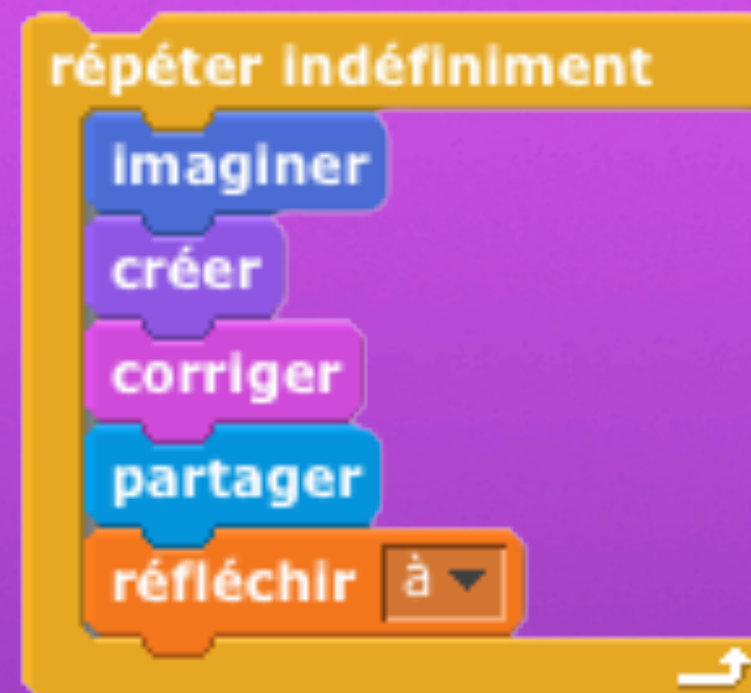 répéter indéfiniment
imaginer
créer
corriger
partager
réfléchir à